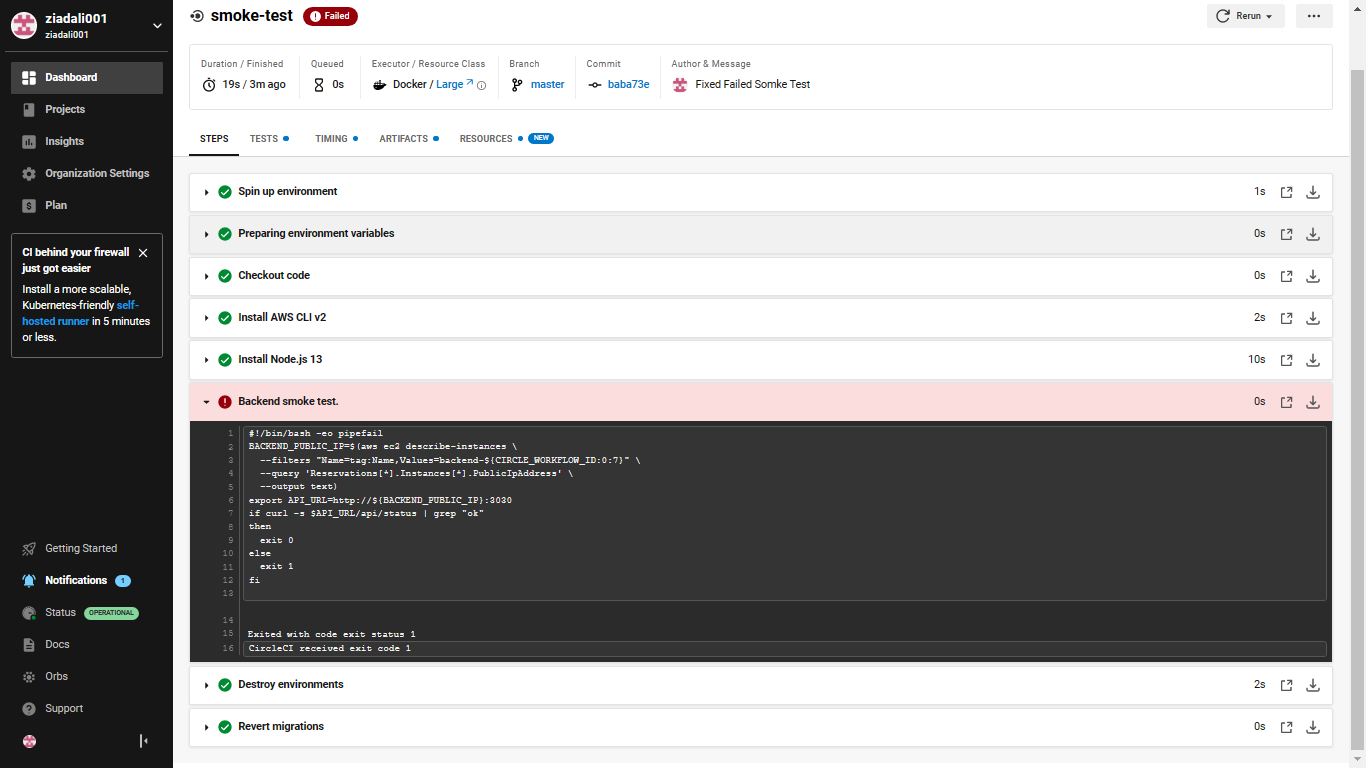 ziadali001
ziadali001
Dashboard
Projects
Insights
Organization Settings
Plan
CI behind your firewall
just got easier
Install a more scalable,
Kubernetes-friendly self-
hosted runner in 5 minutes
or less.
Getting Started
Notifications 1
Status OPERATIONAL
Docs
Orbs
Support
smoke-test Failed
Rerun
Duration / Finished
19s / 3m ago
Queued
0s
Executor / Resource Class
Docker / Large
Branch
master
Commit
baba73e
Author & Message
Fixed Failed Somke Test
STEPS TESTS TIMING ARTIFACTS RESOURCES NEW
Spin up environment 1s
Preparing environment variables 0s
Checkout code 0s
Install AWS CLI v2 2s
Install Node.js 13 10s
Backend smoke test. 0s
1 #!/bin/bash -eo pipefail
2 BACKEND_PUBLIC_IP=$(aws ec2 describe-instances \
3 --filters "Name=tag:Name,Values=backend-${CIRCLE_WORKFLOW_ID:0:7}" \
4 --query 'Reservations[*].Instances[*].PublicIpAddress' \
5 --output text)
6 export API_URL=http://${BACKEND_PUBLIC_IP}:3030
7 if curl -s $API_URL/api/status | grep "ok"
8 then
9 exit 0
10 else
11 exit 1
12 fi
13
14
15 Exited with code exit status 1
16 CircleCI received exit code 1
Destroy environments 2s
Revert migrations 0s